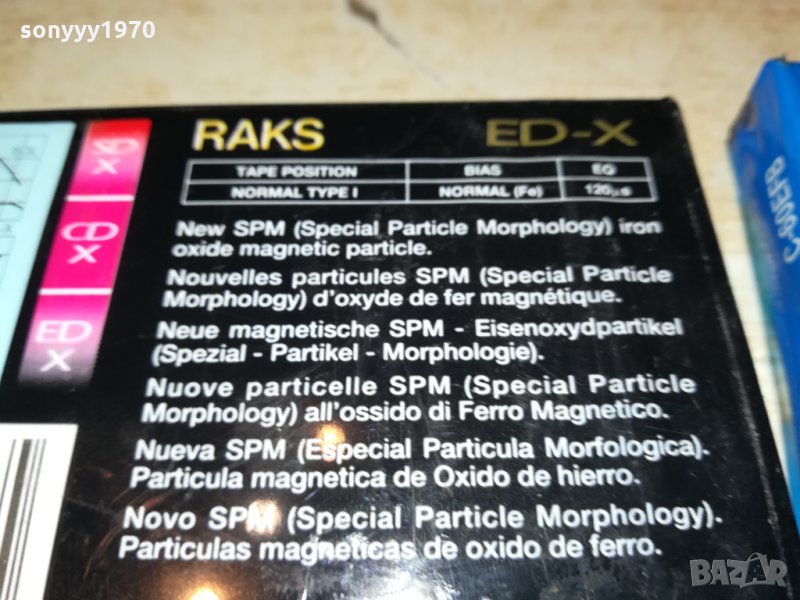 sonyyy1970
RAKS ED-X
TAPE POSITION BIAS EQ
NORMAL TYPE I NORMAL (Fe) 120µs
New SPM (Special Particle Morphology) iron
oxide magnetic particle.
Nouvelles particules SPM (Special Particle
Morphology) d'oxyde de fer magnétique.
Neue magnetische SPM - Eisenoxydpartikel
(Spezial - Partikel - Morphologie).
Nuove particelle SPM (Special Particle
Morphology) all'ossido di Ferro Magnetico.
Nueva SPM (Especial Particula Morfologica).
Particula magnetica de Oxido de hierro.
Novo SPM (Special Particle Morphology).
Particulas magneticas de oxido de ferro.
SD
X
CD
X
ED
X
C-60EFB
BAZAR